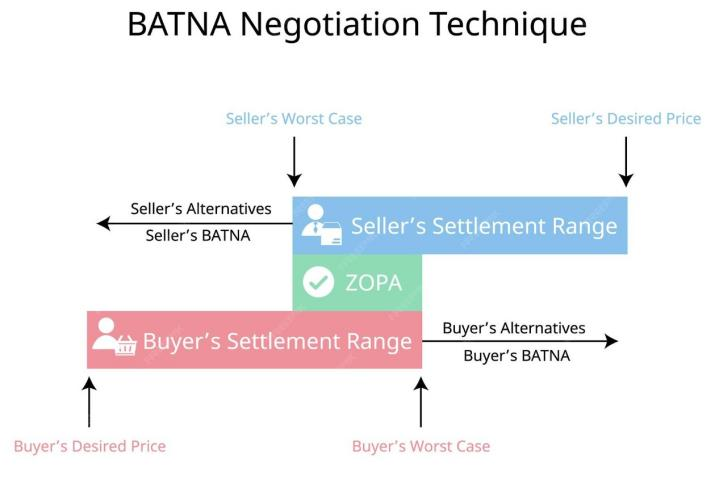 BATNA Negotiation Technique
Seller’s Worst Case
Seller’s Desired Price
Seller’s Alternatives
Seller’s BATNA
Seller’s Settlement Range
ZOPA
Buyer’s Settlement Range
Buyer’s Alternatives
Buyer’s BATNA
Buyer’s Desired Price
Buyer’s Worst Case